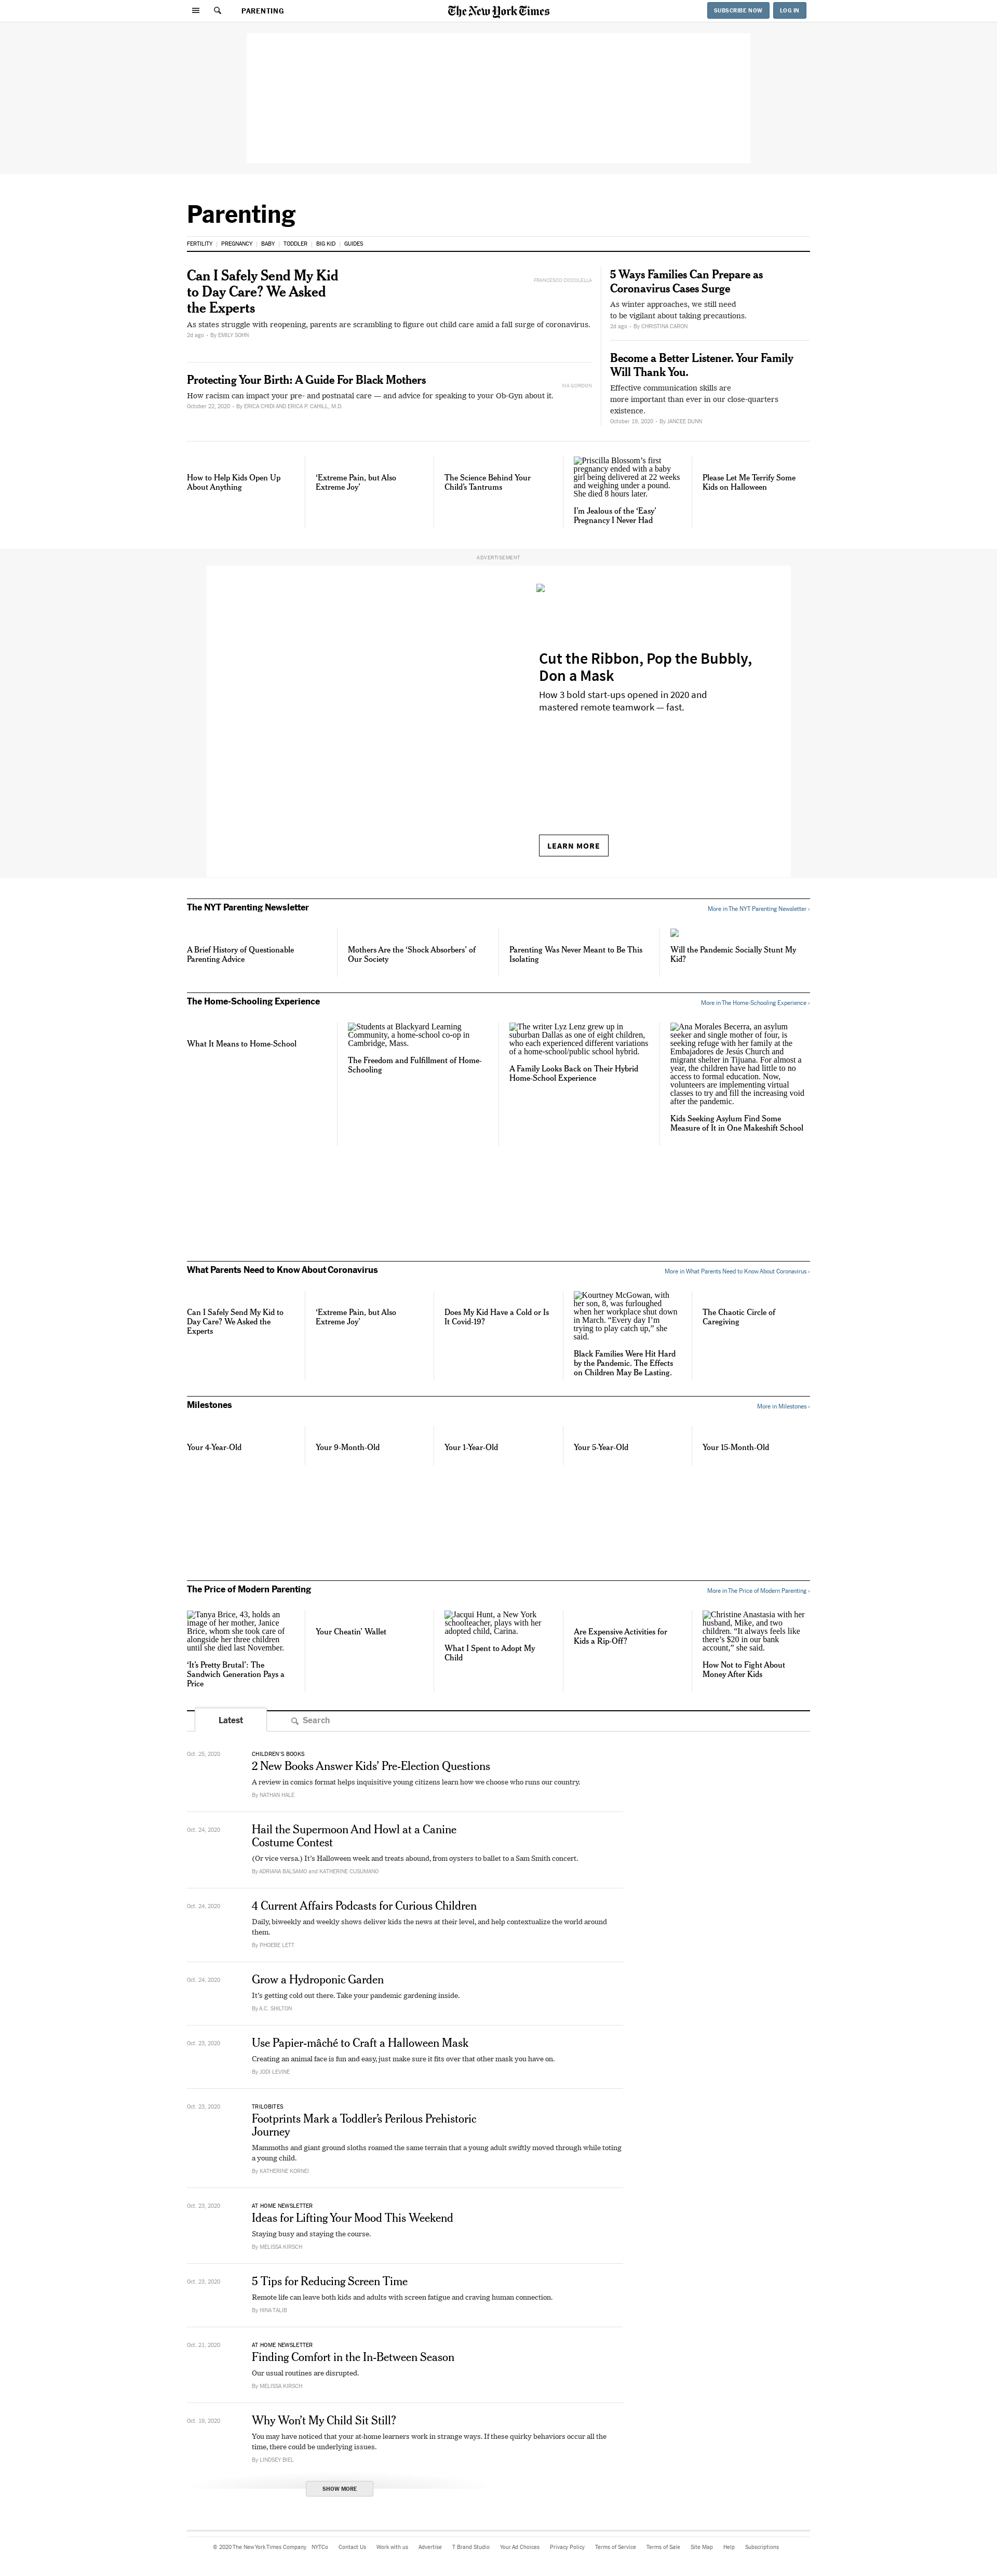 PARENTING
The New York Times
SUBSCRIBE NOW
LOG IN
Parenting
FERTILITY
PREGNANCY
BABY
TODDLER
BIG KID
GUIDES
Can I Safely Send My Kid
to Day Care? We Asked
the Experts
FRANCESCO CICCOLELLA
As states struggle with reopening, parents are scrambling to figure out child care amid a fall surge of coronavirus.
2d ago - By EMILY SOHN
Protecting Your Birth: A Guide For Black Mothers
NIA GORDON
How racism can impact your pre- and postnatal care — and advice for speaking to your Ob-Gyn about it.
October 22, 2020 - By ERICA CHIDI AND ERICA P. CAHILL, M.D.
5 Ways Families Can Prepare as
Coronavirus Cases Surge
As winter approaches, we still need
to be vigilant about taking precautions.
2d ago - By CHRISTINA CARON
Become a Better Listener. Your Family
Will Thank You.
Effective communication skills are
more important than ever in our close-quarters
existence.
October 19, 2020 - By JANCEE DUNN
How to Help Kids Open Up
About Anything
‘Extreme Pain, but Also
Extreme Joy’
The Science Behind Your
Child’s Tantrums
Priscilla Blossom’s first
pregnancy ended with a baby
girl being delivered at 22 weeks
and weighing under a pound.
She died 8 hours later.
I’m Jealous of the ‘Easy’
Pregnancy I Never Had
Please Let Me Terrify Some
Kids on Halloween
ADVERTISEMENT
Cut the Ribbon, Pop the Bubbly,
Don a Mask
How 3 bold start-ups opened in 2020 and
mastered remote teamwork — fast.
LEARN MORE
The NYT Parenting Newsletter
More in The NYT Parenting Newsletter ›
A Brief History of Questionable
Parenting Advice
Mothers Are the ‘Shock Absorbers’ of
Our Society
Parenting Was Never Meant to Be This
Isolating
Will the Pandemic Socially Stunt My
Kid?
The Home-Schooling Experience
More in The Home-Schooling Experience ›
What It Means to Home-School
Students at Blackyard Learning
Community, a home-school co-op in
Cambridge, Mass.
The Freedom and Fulfillment of Home-
Schooling
The writer Lyz Lenz grew up in
suburban Dallas as one of eight children,
who each experienced different variations
of a home-school/public school hybrid.
A Family Looks Back on Their Hybrid
Home-School Experience
Ana Morales Becerra, an asylum
seeker and single mother of four, is
seeking refuge with her family at the
Embajadores de Jesús Church and
migrant shelter in Tijuana. For almost a
year, the children have had little to no
access to formal education. Now,
volunteers are implementing virtual
classes to try and fill the increasing void
after the pandemic.
Kids Seeking Asylum Find Some
Measure of It in One Makeshift School
What Parents Need to Know About Coronavirus
More in What Parents Need to Know About Coronavirus ›
Can I Safely Send My Kid to
Day Care? We Asked the
Experts
‘Extreme Pain, but Also
Extreme Joy’
Does My Kid Have a Cold or Is
It Covid-19?
Kourtney McGowan, with
her son, 8, was furloughed
when her workplace shut down
in March. “Every day I’m
trying to play catch up,” she
said.
Black Families Were Hit Hard
by the Pandemic. The Effects
on Children May Be Lasting.
The Chaotic Circle of
Caregiving
Milestones
More in Milestones ›
Your 4-Year-Old
Your 9-Month-Old
Your 1-Year-Old
Your 5-Year-Old
Your 15-Month-Old
The Price of Modern Parenting
More in The Price of Modern Parenting ›
Tanya Brice, 43, holds an
image of her mother, Janice
Brice, whom she took care of
alongside her three children
until she died last November.
‘It’s Pretty Brutal’: The
Sandwich Generation Pays a
Price
Your Cheatin’ Wallet
Jacqui Hunt, a New York
schoolteacher, plays with her
adopted child, Carina.
What I Spent to Adopt My
Child
Are Expensive Activities for
Kids a Rip-Off?
Christine Anastasia with her
husband, Mike, and two
children. “It always feels like
there’s $20 in our bank
account,” she said.
How Not to Fight About
Money After Kids
Latest
Search
Oct. 25, 2020
CHILDREN’S BOOKS
2 New Books Answer Kids’ Pre-Election Questions
A review in comics format helps inquisitive young citizens learn how we choose who runs our country.
By NATHAN HALE
Oct. 24, 2020
Hail the Supermoon And Howl at a Canine
Costume Contest
(Or vice versa.) It’s Halloween week and treats abound, from oysters to ballet to a Sam Smith concert.
By ADRIANA BALSAMO and KATHERINE CUSUMANO
Oct. 24, 2020
4 Current Affairs Podcasts for Curious Children
Daily, biweekly and weekly shows deliver kids the news at their level, and help contextualize the world around
them.
By PHOEBE LETT
Oct. 24, 2020
Grow a Hydroponic Garden
It’s getting cold out there. Take your pandemic gardening inside.
By A.C. SHILTON
Oct. 23, 2020
Use Papier-mâché to Craft a Halloween Mask
Creating an animal face is fun and easy, just make sure it fits over that other mask you have on.
By JODI LEVINE
Oct. 23, 2020
TRILOBITES
Footprints Mark a Toddler’s Perilous Prehistoric
Journey
Mammoths and giant ground sloths roamed the same terrain that a young adult swiftly moved through while toting
a young child.
By KATHERINE KORNEI
Oct. 23, 2020
AT HOME NEWSLETTER
Ideas for Lifting Your Mood This Weekend
Staying busy and staying the course.
By MELISSA KIRSCH
Oct. 23, 2020
5 Tips for Reducing Screen Time
Remote life can leave both kids and adults with screen fatigue and craving human connection.
By HINA TALIB
Oct. 21, 2020
AT HOME NEWSLETTER
Finding Comfort in the In-Between Season
Our usual routines are disrupted.
By MELISSA KIRSCH
Oct. 19, 2020
Why Won’t My Child Sit Still?
You may have noticed that your at-home learners work in strange ways. If these quirky behaviors occur all the
time, there could be underlying issues.
By LINDSEY BIEL
SHOW MORE
© 2020 The New York Times Company
NYTCo
Contact Us
Work with us
Advertise
T Brand Studio
Your Ad Choices
Privacy Policy
Terms of Service
Terms of Sale
Site Map
Help
Subscriptions